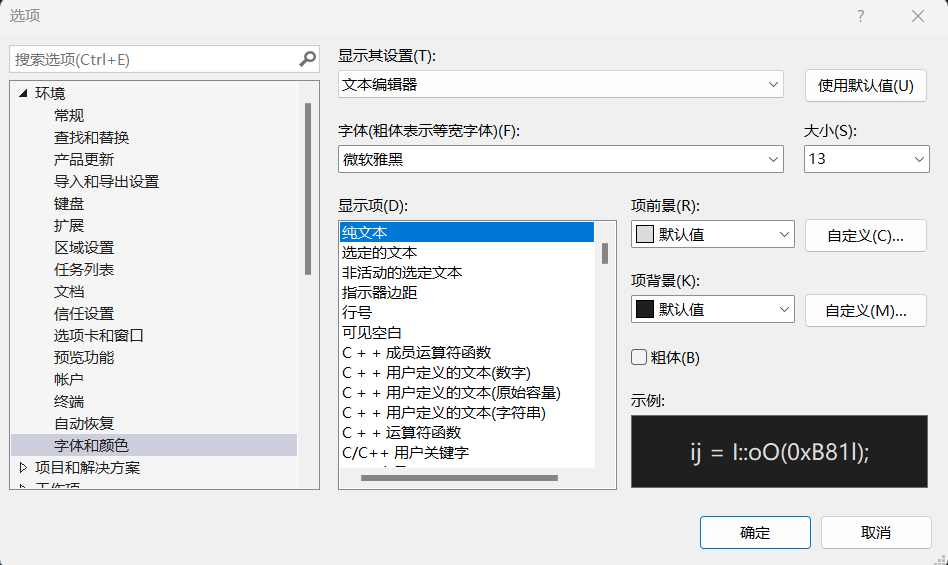 选项
?
搜索选项(Ctrl+E)
环境
常规
查找和替换
产品更新
导入和导出设置
键盘
扩展
区域设置
任务列表
文档
信任设置
选项卡和窗口
预览功能
帐户
终端
自动恢复
字体和颜色
项目和解决方案
显示其设置(T):
文本编辑器
使用默认值(U)
字体(粗体表示等宽字体)(F):
微软雅黑
大小(S):
13
显示项(D):
纯文本
选定的文本
非活动的选定文本
指示器边距
行号
可见空白
C + + 成员运算符函数
C + + 用户定义的文本(数字)
C + + 用户定义的文本(原始容量)
C + + 用户定义的文本(字符串)
C + + 运算符函数
C/C++ 用户关键字
项前景(R):
默认值
自定义(C)...
项背景(K):
默认值
自定义(M)...
粗体(B)
示例:
ij = I::oO(0xB81l);
确定
取消